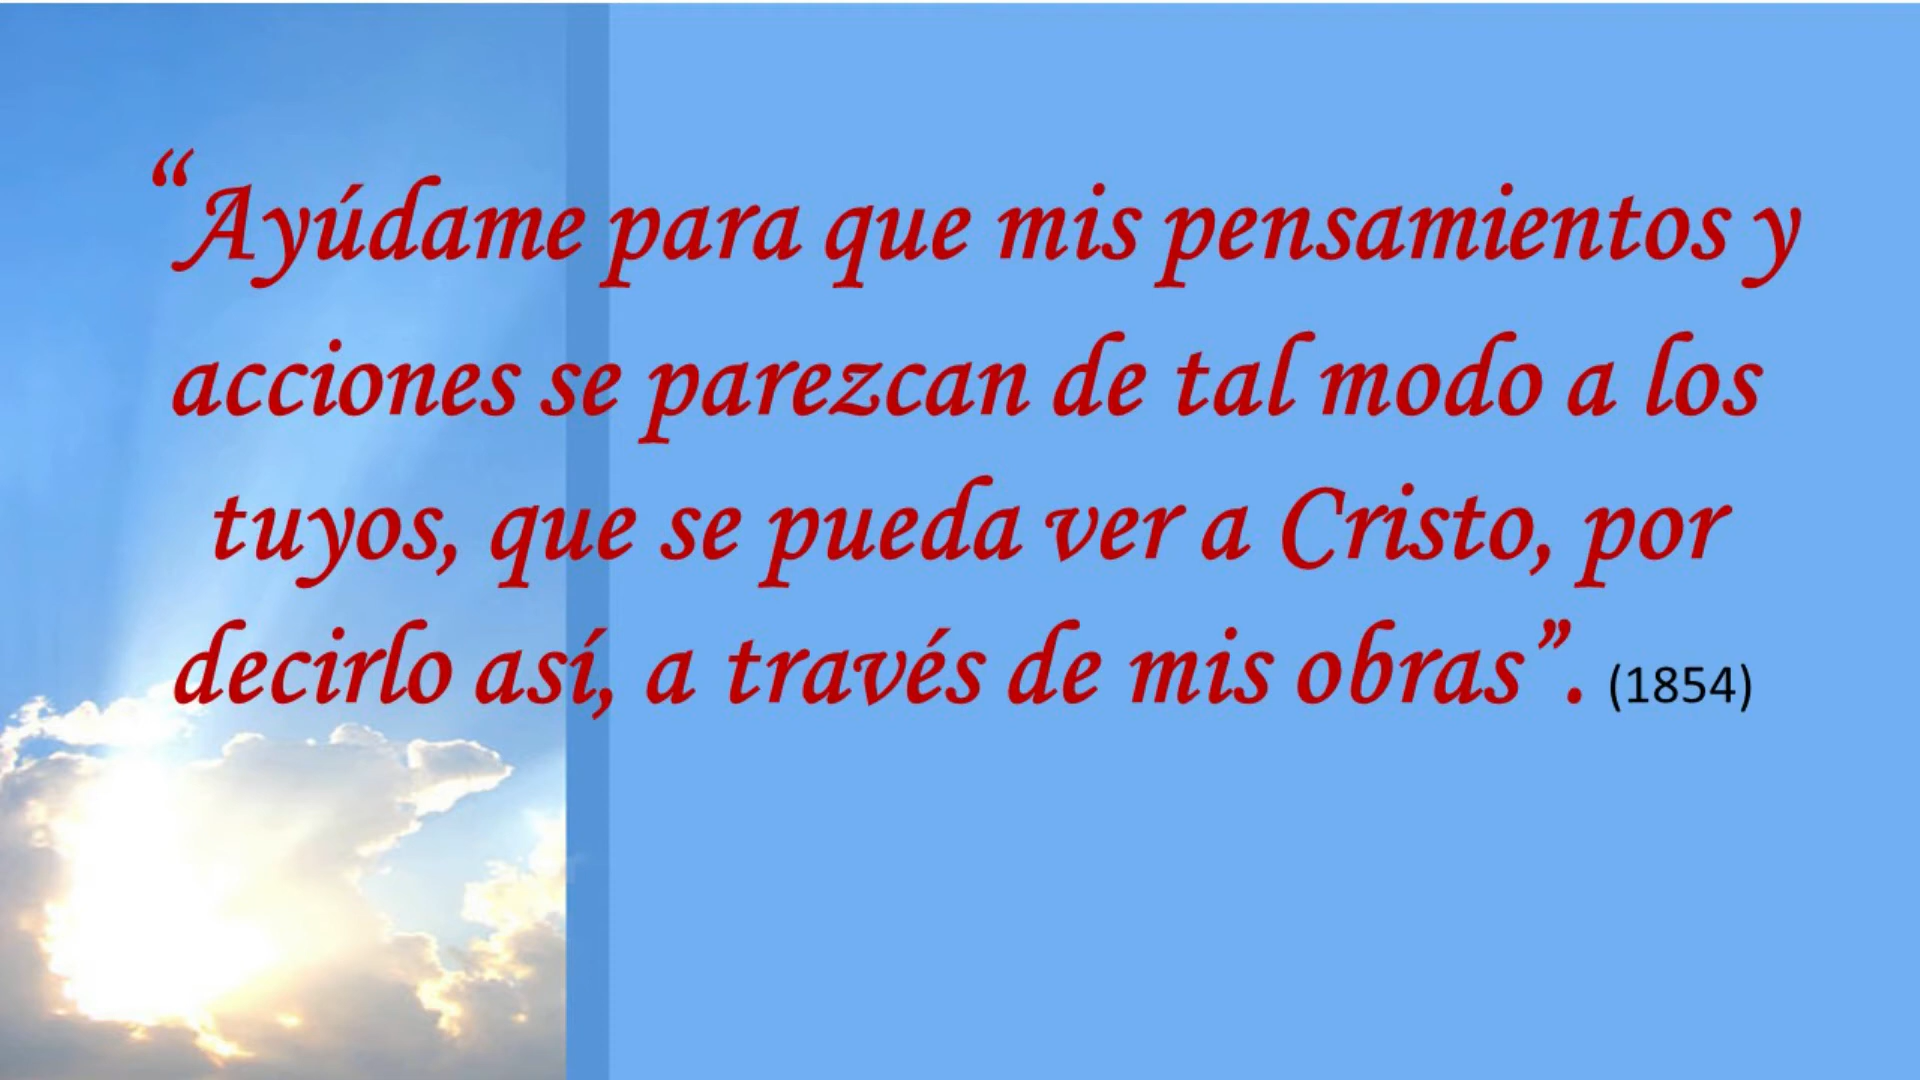 “Ayúdame para que mis pensamientos y
acciones se parezcan de tal modo a los
tuyos, que se pueda ver a Cristo, por
decirlo así, a través de mis obras”. (1854)